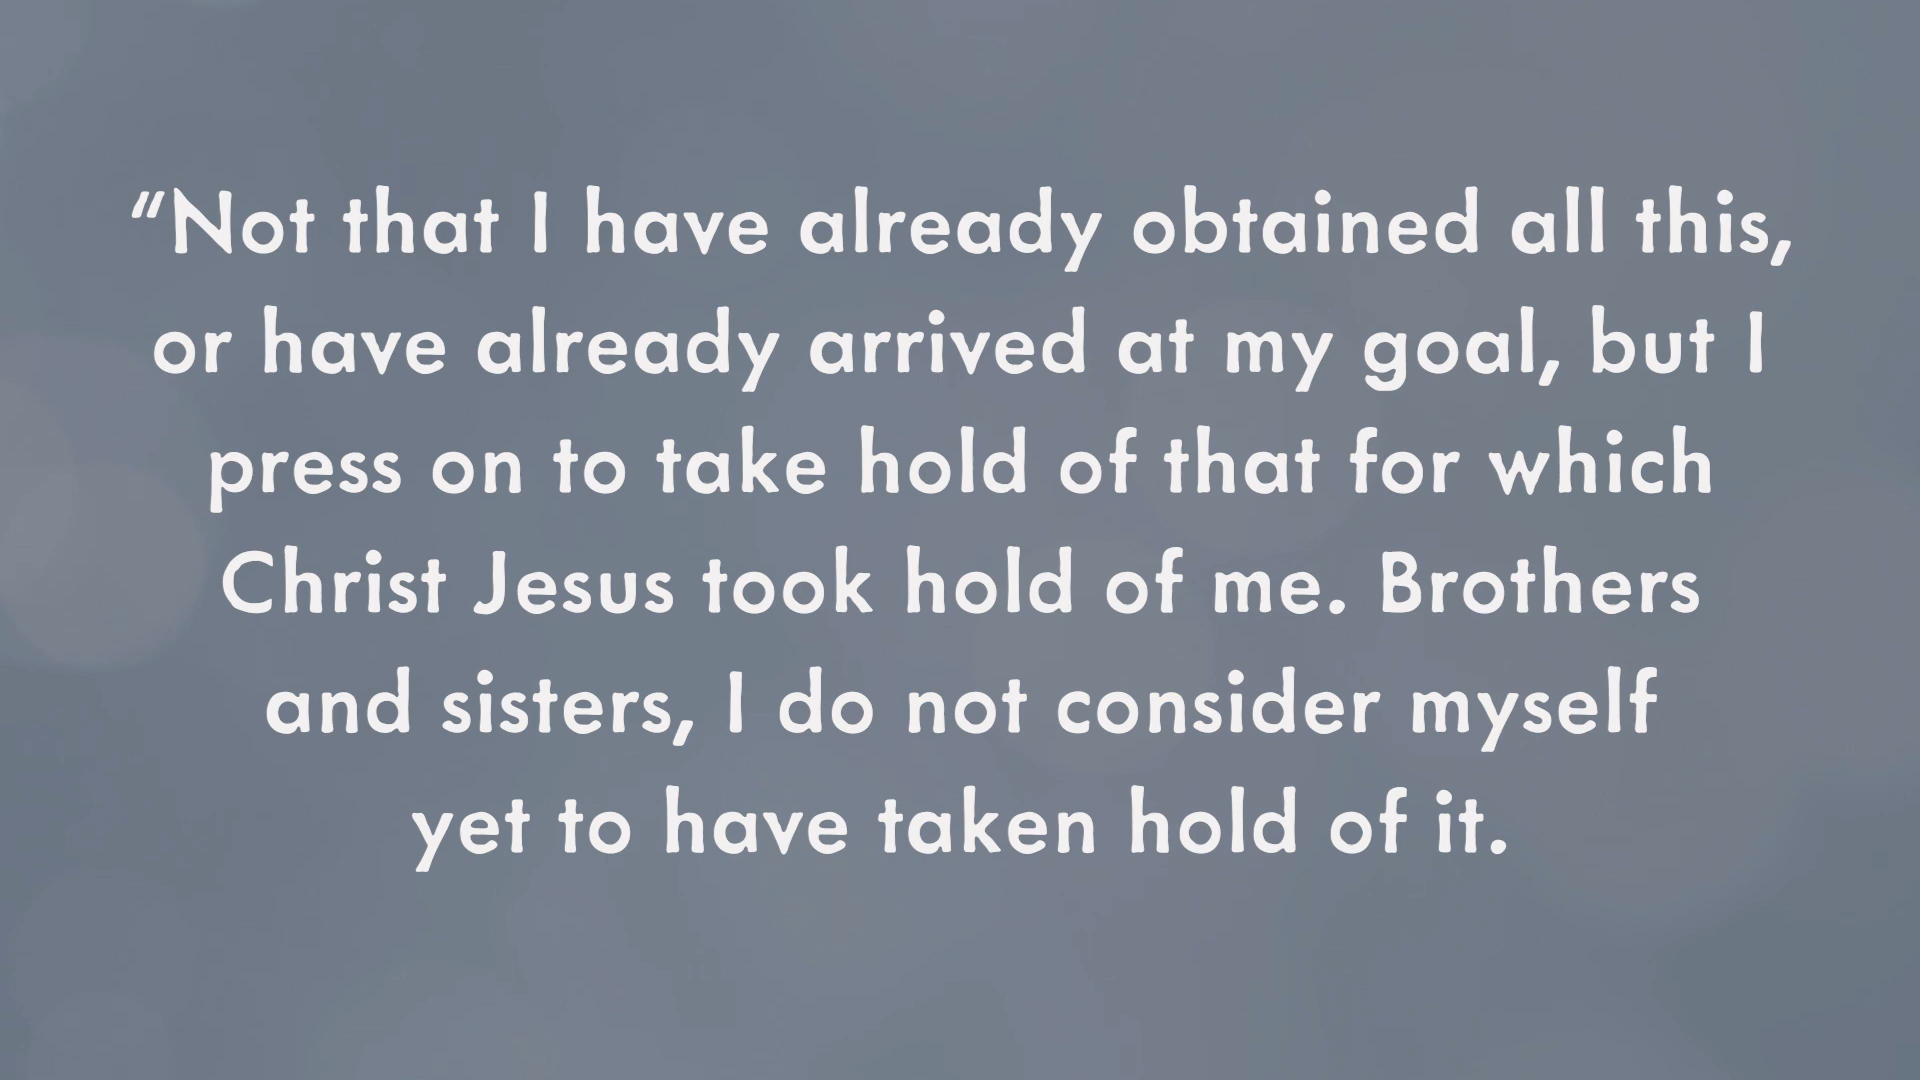 “Not that I have already obtained all this,
or have already arrived at my goal, but I
press on to take hold of that for which
Christ Jesus took hold of me. Brothers
and sisters, I do not consider myself
yet to have taken hold of it.